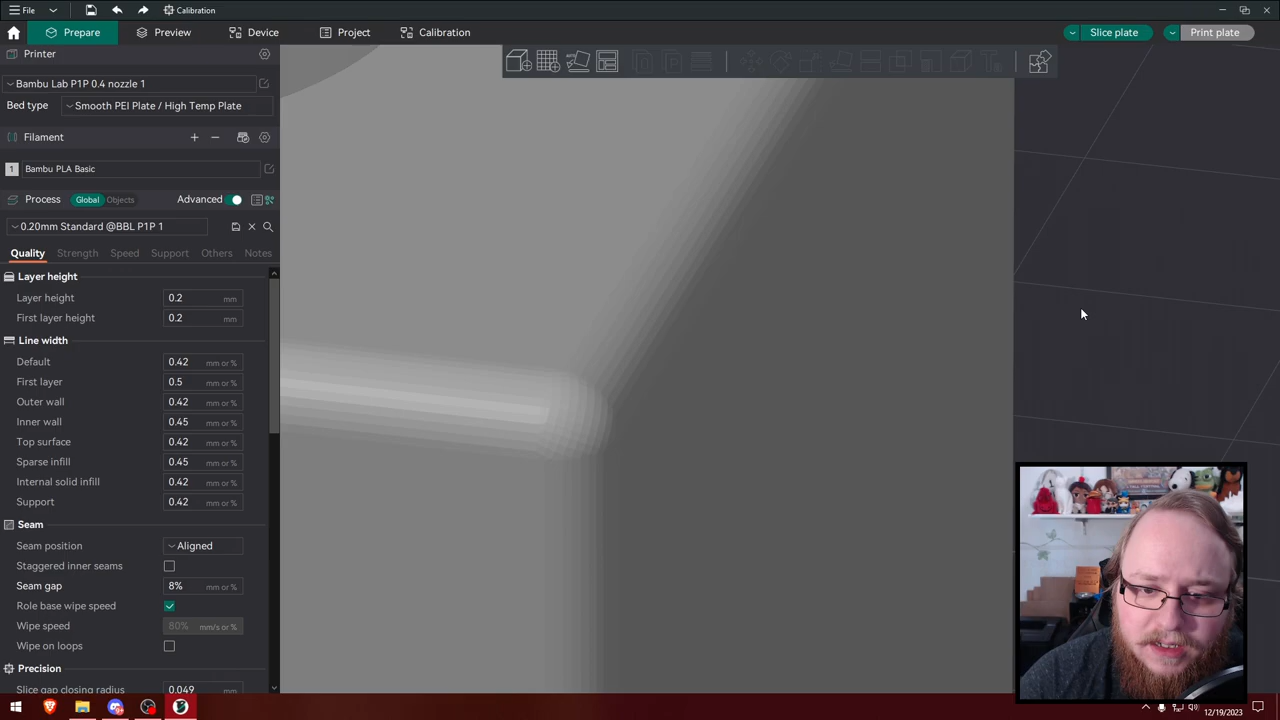 File
Calibration
Prepare
Preview
Device
Project
Calibration
Slice plate
Print plate
Printer
Bambu Lab P1P 0.4 nozzle 1
Bed type
Smooth PEI Plate / High Temp Plate
Filament
1
Bambu PLA Basic
Process
Global
Objects
Advanced
0.20mm Standard @BBL P1P 1
Quality
Strength
Speed
Support
Others
Notes
Layer height
Layer height 0.2 mm
First layer height 0.2 mm
Line width
Default 0.42 mm or %
First layer 0.5 mm or %
Outer wall 0.42 mm or %
Inner wall 0.45 mm or %
Top surface 0.42 mm or %
Sparse infill 0.45 mm or %
Internal solid infill 0.42 mm or %
Support 0.42 mm or %
Seam
Seam position Aligned
Staggered inner seams
Seam gap 8% mm or %
Role base wipe speed
Wipe speed 80% mm/s or %
Wipe on loops
Precision
Slice gap closing radius 0.049 mm
12/19/2023